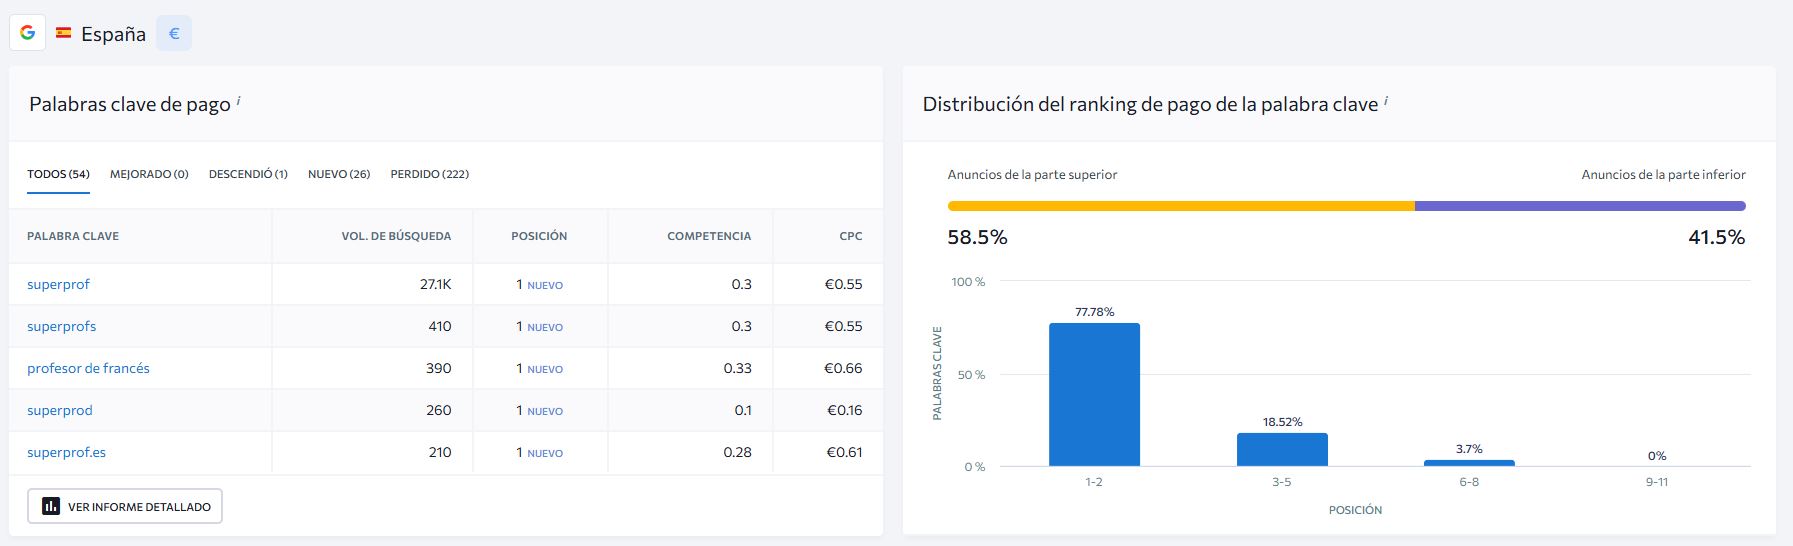 España €
Palabras clave de pago i
TODOS (54) MEJORADO (0) DESCENDIÓ (1) NUEVO (26) PERDIDO (222)
PALABRA CLAVE VOL. DE BÚSQUEDA POSICIÓN COMPETENCIA CPC
superprof 27.1K 1 NUEVO 0.3 €0.55
superprofs 410 1 NUEVO 0.3 €0.55
profesor de francés 390 1 NUEVO 0.33 €0.66
superprod 260 1 NUEVO 0.1 €0.16
superprof.es 210 1 NUEVO 0.28 €0.61
VER INFORME DETALLADO
Distribución del ranking de pago de la palabra clave i
Anuncios de la parte superior Anuncios de la parte inferior
58.5% 41.5%
100 %
77.78%
PALABRAS CLAVE
50 %
18.52%
3.7%
0%
0 %
1-2 3-5 6-8 9-11
POSICIÓN